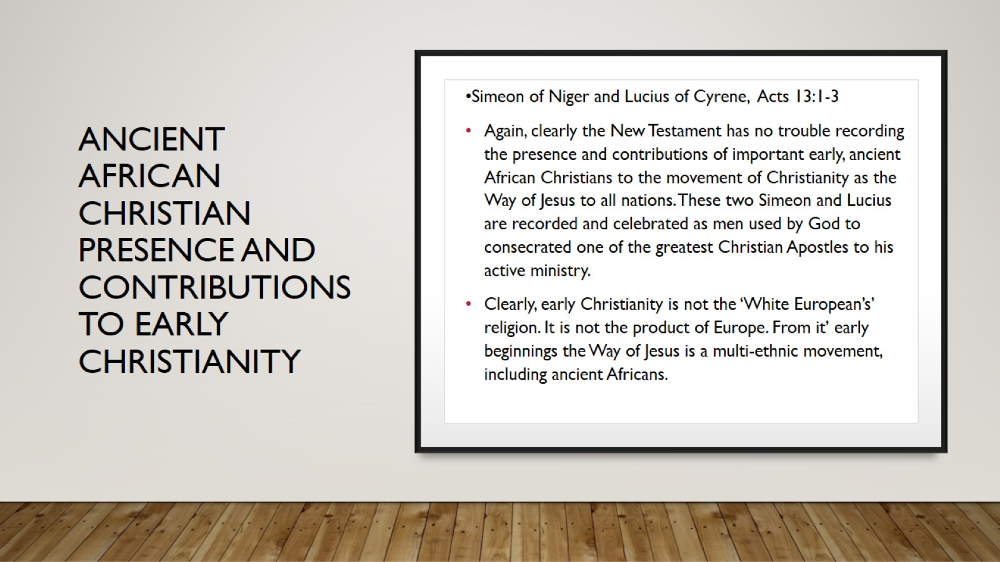 ANCIENT
AFRICAN
CHRISTIAN
PRESENCE AND
CONTRIBUTIONS
TO EARLY
CHRISTIANITY
•Simeon of Niger and Lucius of Cyrene,  Acts 13:1-3
• Again, clearly the New Testament has no trouble recording
the presence and contributions of important early, ancient
African Christians to the movement of Christianity as the
Way of Jesus to all nations. These two Simeon and Lucius
are recorded and celebrated as men used by God to
consecrated one of the greatest Christian Apostles to his
active ministry.
• Clearly, early Christianity is not the ‘White European’s’
religion. It is not the product of Europe. From it’ early
beginnings the Way of Jesus is a multi-ethnic movement,
including ancient Africans.